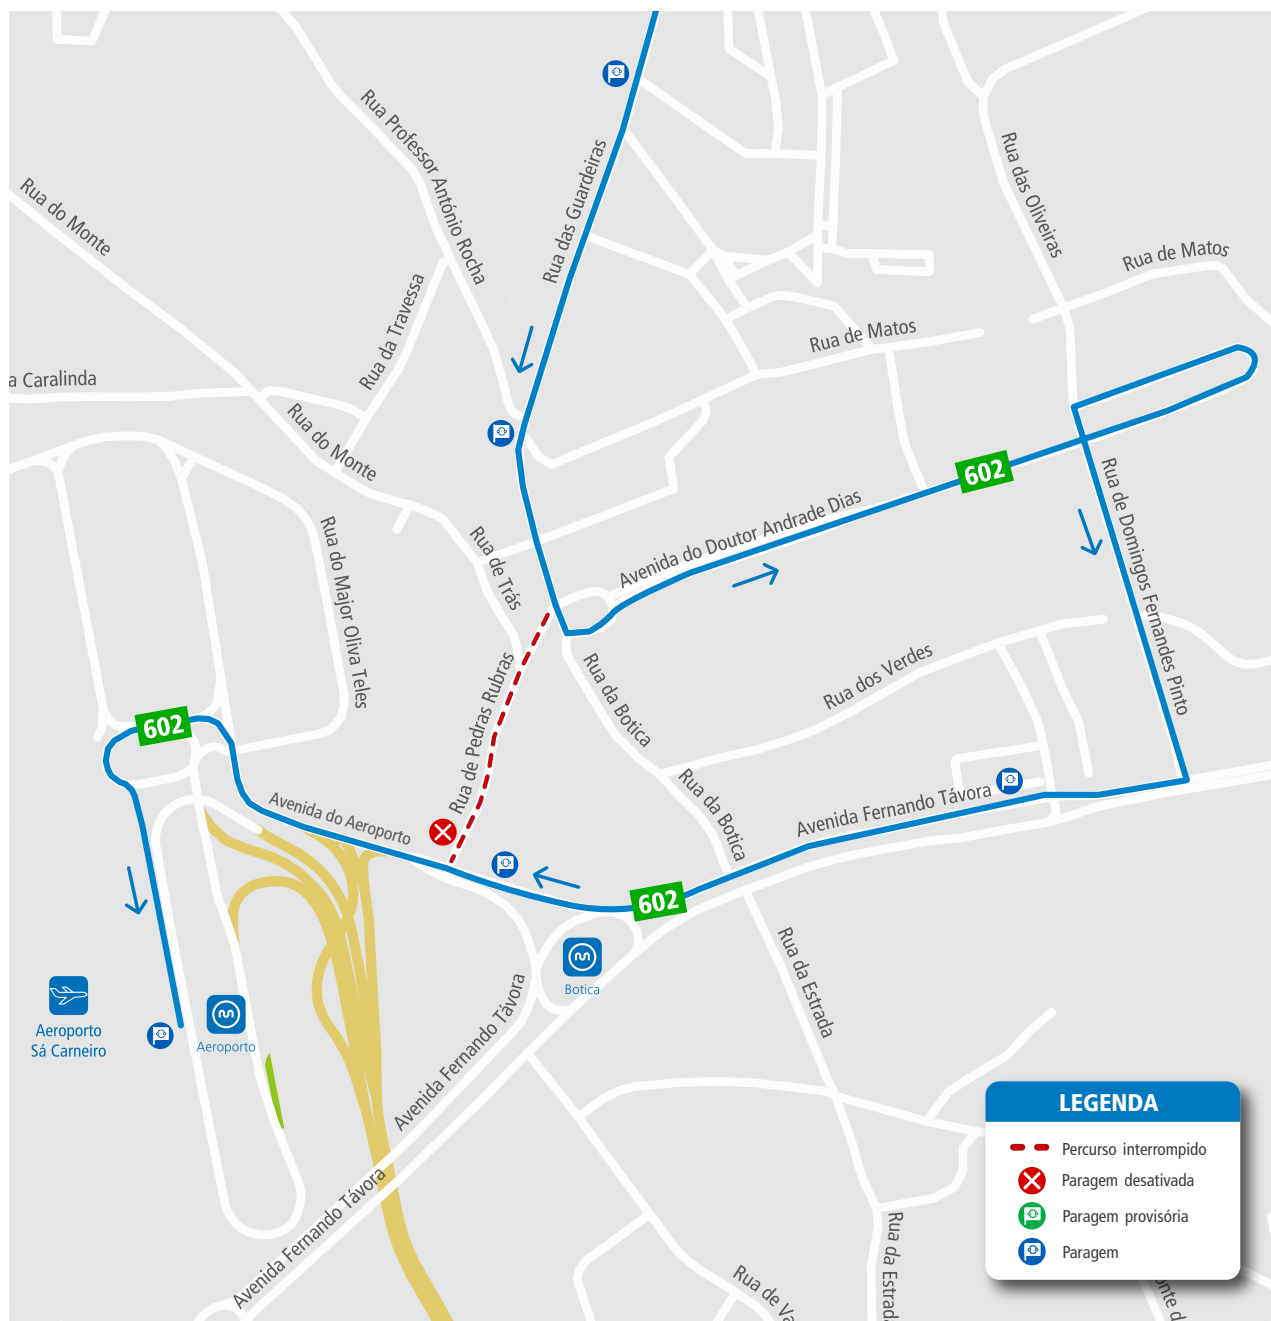 Rua Professor António Rocha
Rua das Guardeiras
Rua das Oliveiras
Rua do Monte
Rua de Matos
Rua da Travessa
Rua de Matos
a Caralinda
Rua do Monte
602
Rua de Domingos Fernandes Pinto
Avenida do Doutor Andrade Dias
Rua do Major Oliva Teles
Rua de Trás
Rua de Pedras Rubras
Rua da Botica
Rua dos Verdes
602
Rua da Botica
Avenida do Aeroporto
Avenida Fernando Távora
602
Rua da Estrada
Botica
Aeroporto
Sá Carneiro
Aeroporto
Avenida Fernando Távora
Avenida Fernando Távora
Rua da Estrada
Rua de Va
onte d
LEGENDA
Percurso interrompido
Paragem desativada
Paragem provisória
Paragem